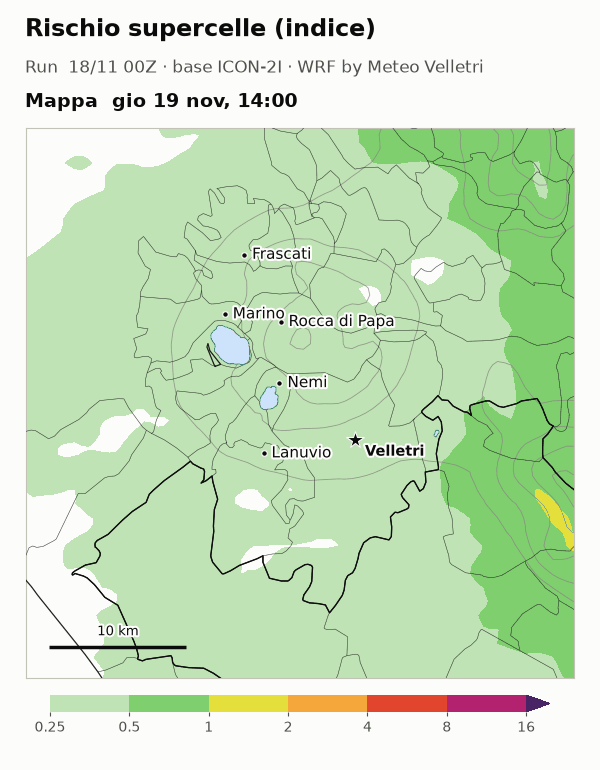 Rischio supercelle (indice)
Run  18/11 00Z · base ICON-2I · WRF by Meteo Velletri
Mappa  gio 19 nov, 14:00
Frascati
Marino
Rocca di Papa
Nemi
Velletri
Lanuvio
10 km
0.25 0.5 1 2 4 8 16